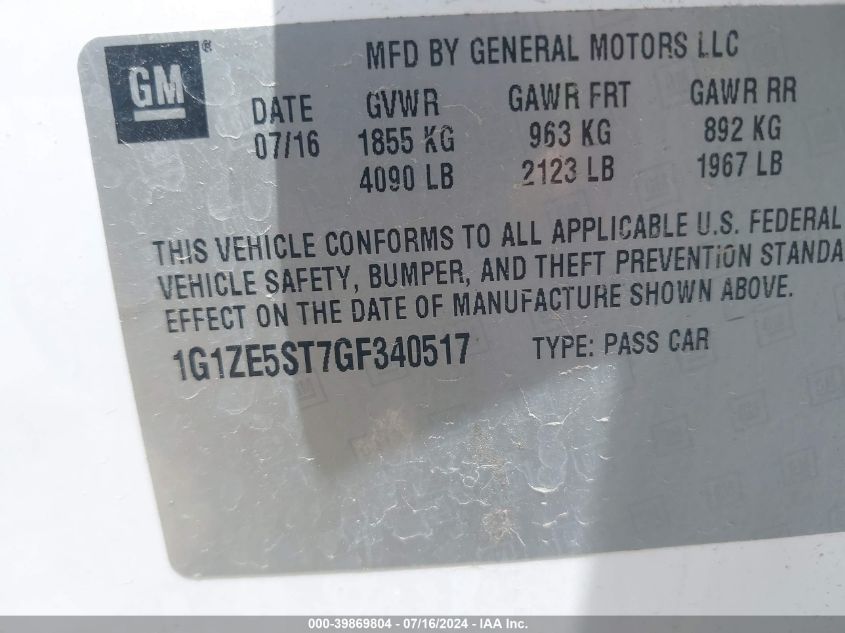 GM ® MFD BY GENERAL MOTORS LLC
DATE GVWR GAWR FRT GAWR RR
07/16 1855 KG 963 KG 892 KG
4090 LB 2123 LB 1967 LB
THIS VEHICLE CONFORMS TO ALL APPLICABLE U.S. FEDERAL
VEHICLE SAFETY, BUMPER, AND THEFT PREVENTION STANDA
EFFECT ON THE DATE OF MANUFACTURE SHOWN ABOVE.
1G1ZE5ST7GF340517 TYPE: PASS CAR
000-39869804 - 07/16/2024 - IAA Inc.